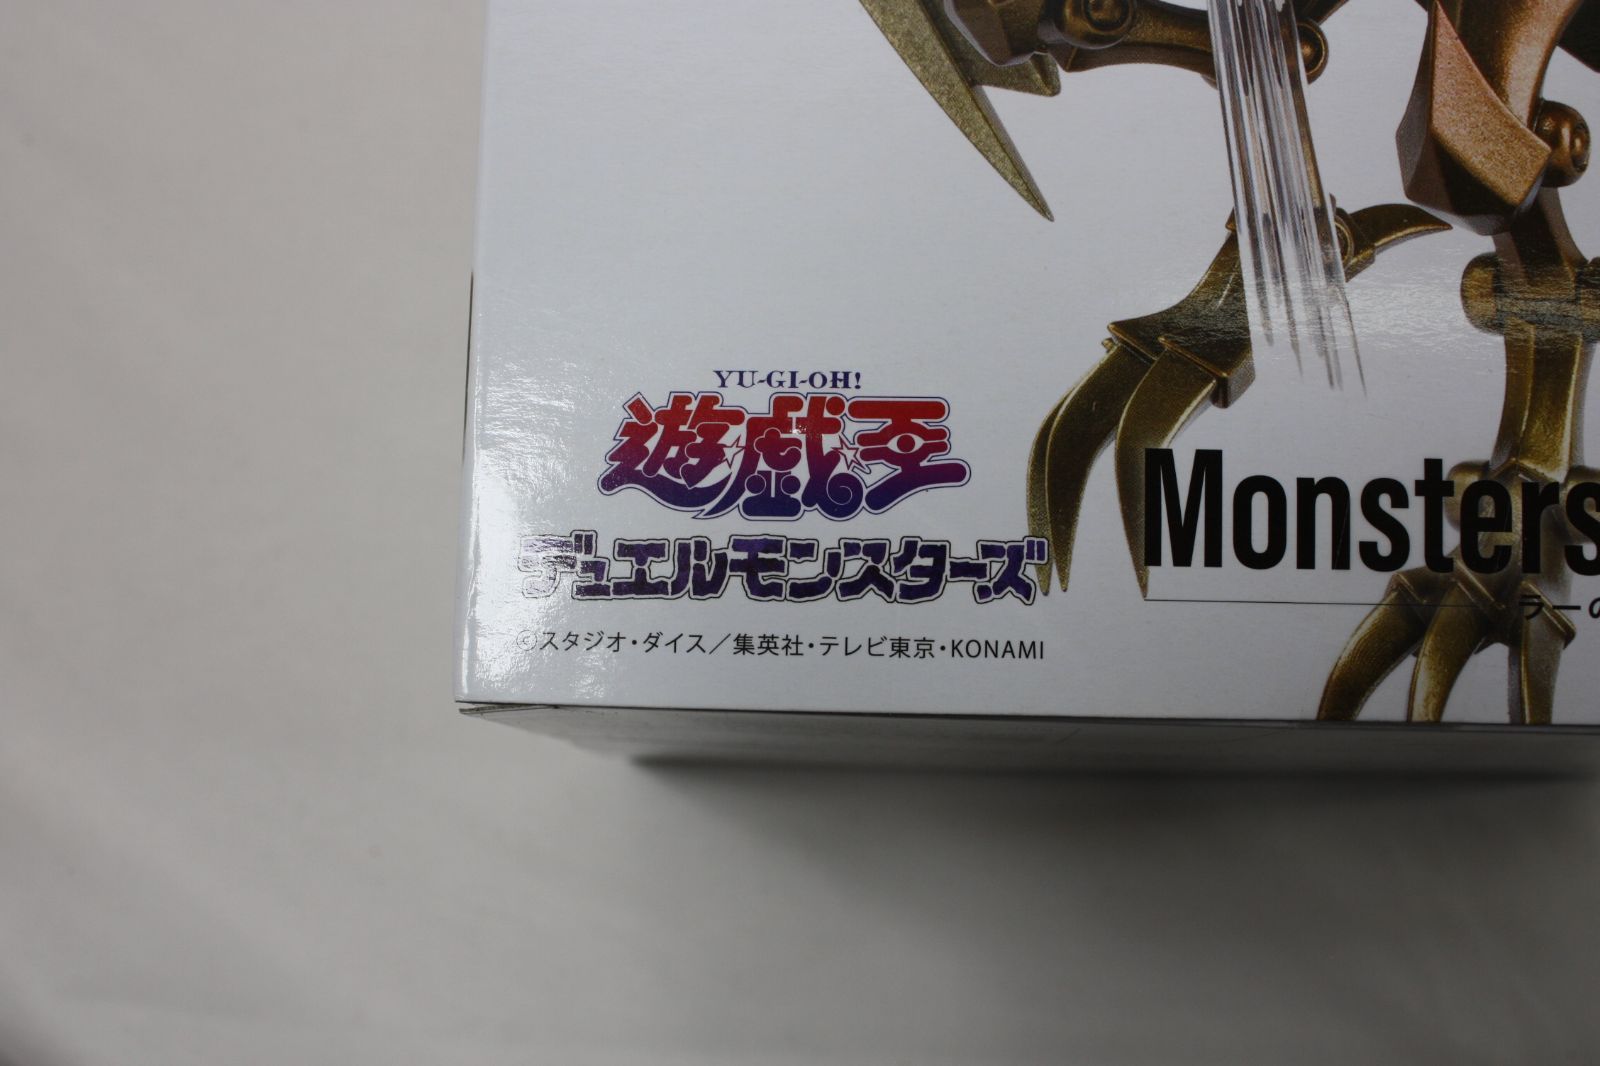 YU-GI-OH!
遊☆戯☆王
デュエルモンスターズ
©スタジオ・ダイス／集英社・テレビ東京・KONAMI
Monsters
ラーの